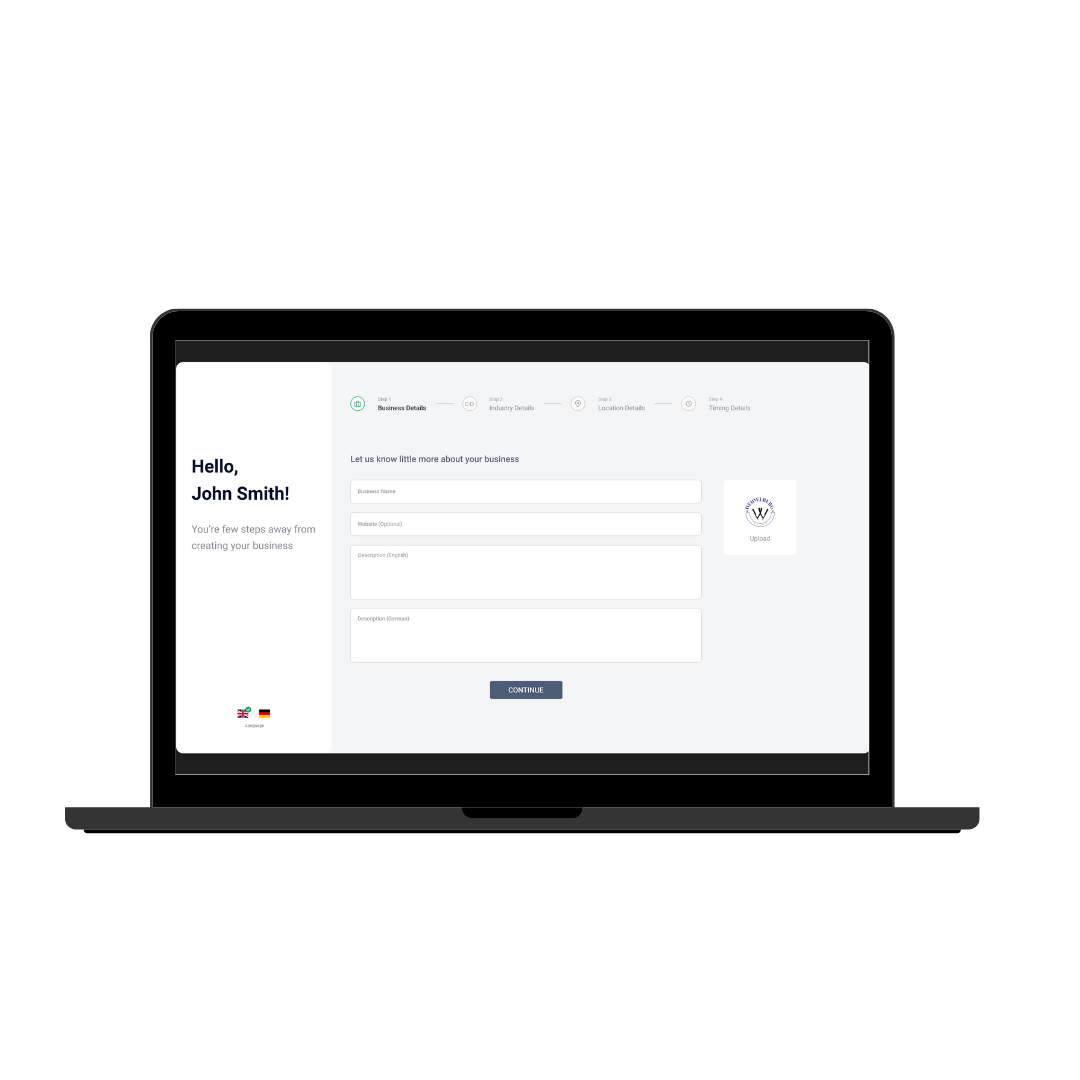 Hello,
John Smith!
You're few steps away from
creating your business
Language
Step 1
Business Details
Step 2
Industry Details
Step 3
Location Details
Step 4
Timing Details
Let us know little more about your business
Business Name
Website (Optional)
Description (English)
Description (German)
CONTINUE
W
Upload